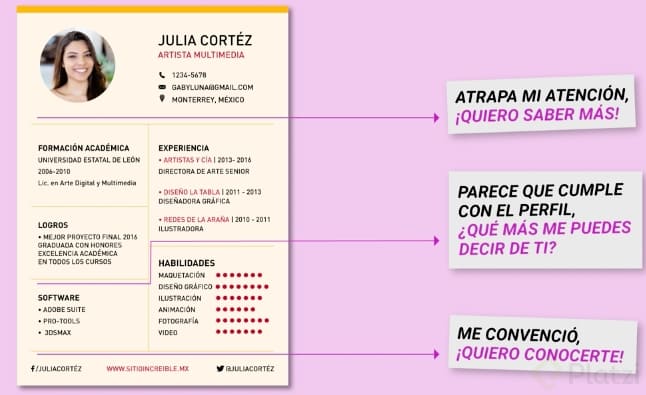 JULIA CORTÉZ
ARTISTA MULTIMEDIA
1234-5678
GABYLUNA@GMAIL.COM
MONTERREY, MÉXICO
FORMACIÓN ACADÉMICA
UNIVERSIDAD ESTATAL DE LEÓN
2006-2010
Lic. en Arte Digital y Multimedia
LOGROS
• MEJOR PROYECTO FINAL 2016
GRADUADA CON HONORES
EXCELENCIA ACADÉMICA
EN TODOS LOS CURSOS
SOFTWARE
• ADOBE SUITE
• PRO-TOOLS
• 3DSMAX
EXPERIENCIA
• ARTISTAS Y CÍA | 2013- 2016
DIRECTORA DE ARTE SENIOR
• DISEÑO LA TABLA | 2011 - 2013
DISEÑADORA GRÁFICA
• REDES DE LA ARAÑA | 2010 - 2011
ILUSTRADORA
HABILIDADES
MAQUETACIÓN
DISEÑO GRÁFICO
ILUSTRACIÓN
ANIMACIÓN
FOTOGRAFÍA
VIDEO
/JULIACORTÉZ
WWW.SITIOINCREIBLE.MX
@JULIACORTÉZ
ATRAPA MI ATENCIÓN,
¡QUIERO SABER MÁS!
PARECE QUE CUMPLE
CON EL PERFIL,
¿QUÉ MÁS ME PUEDES
DECIR DE TI?
ME CONVENCIÓ,
¡QUIERO CONOCERTE!
Platzi